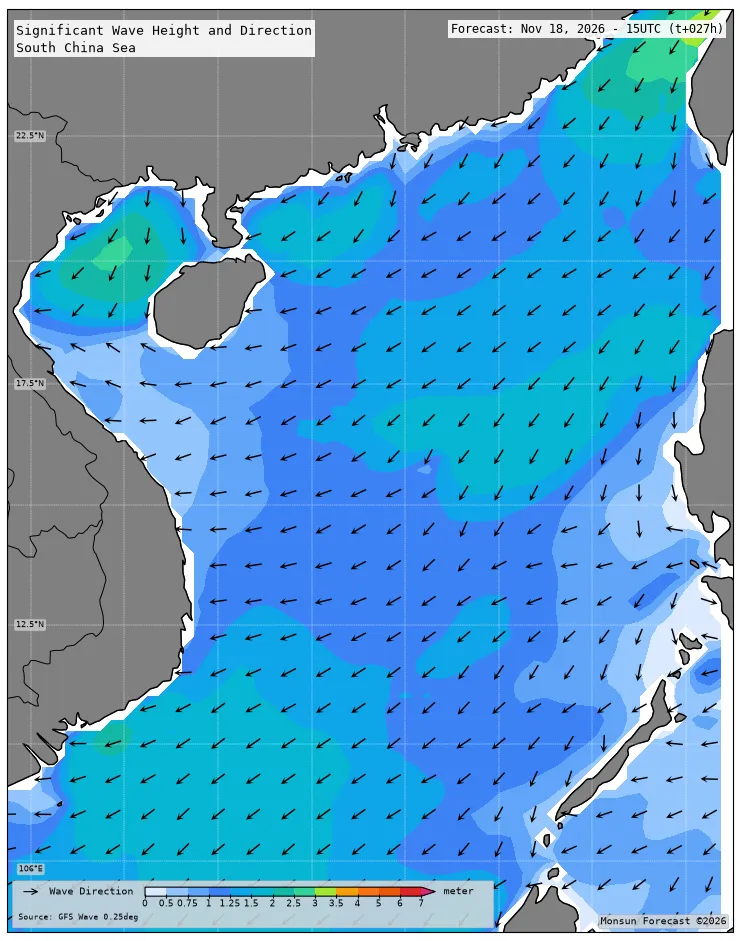 Significant Wave Height and Direction
South China Sea
Forecast: Nov 18, 2026 - 15UTC (t+027h)
22.5°N
17.5°N
12.5°N
106°E
Wave Direction
0 0.5 0.75 1 1.25 1.5 2 2.5 3 3.5 4 5 6 7
meter
Source: GFS Wave 0.25deg
Monsun Forecast ©2026